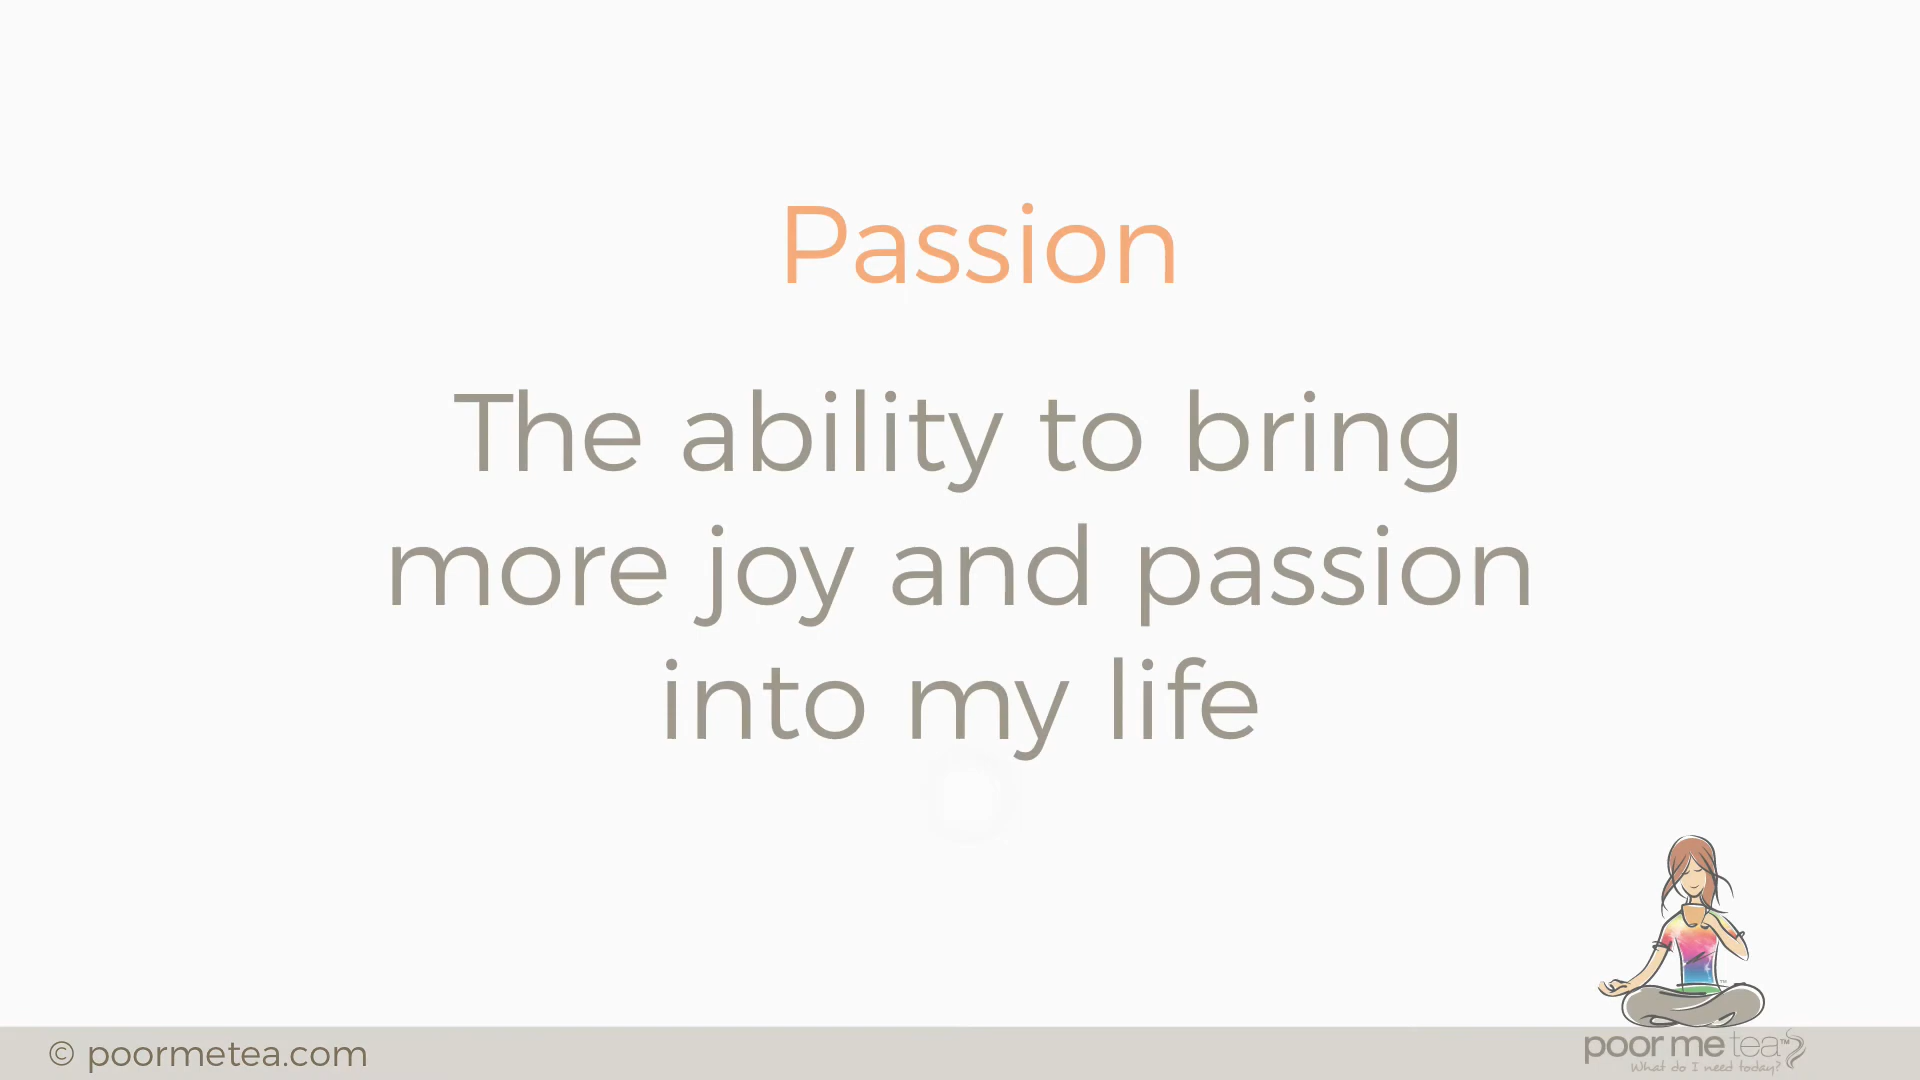 Passion
The ability to bring
more joy and passion
into my life
© poormetea.com
poor me tea™
What do I need today?